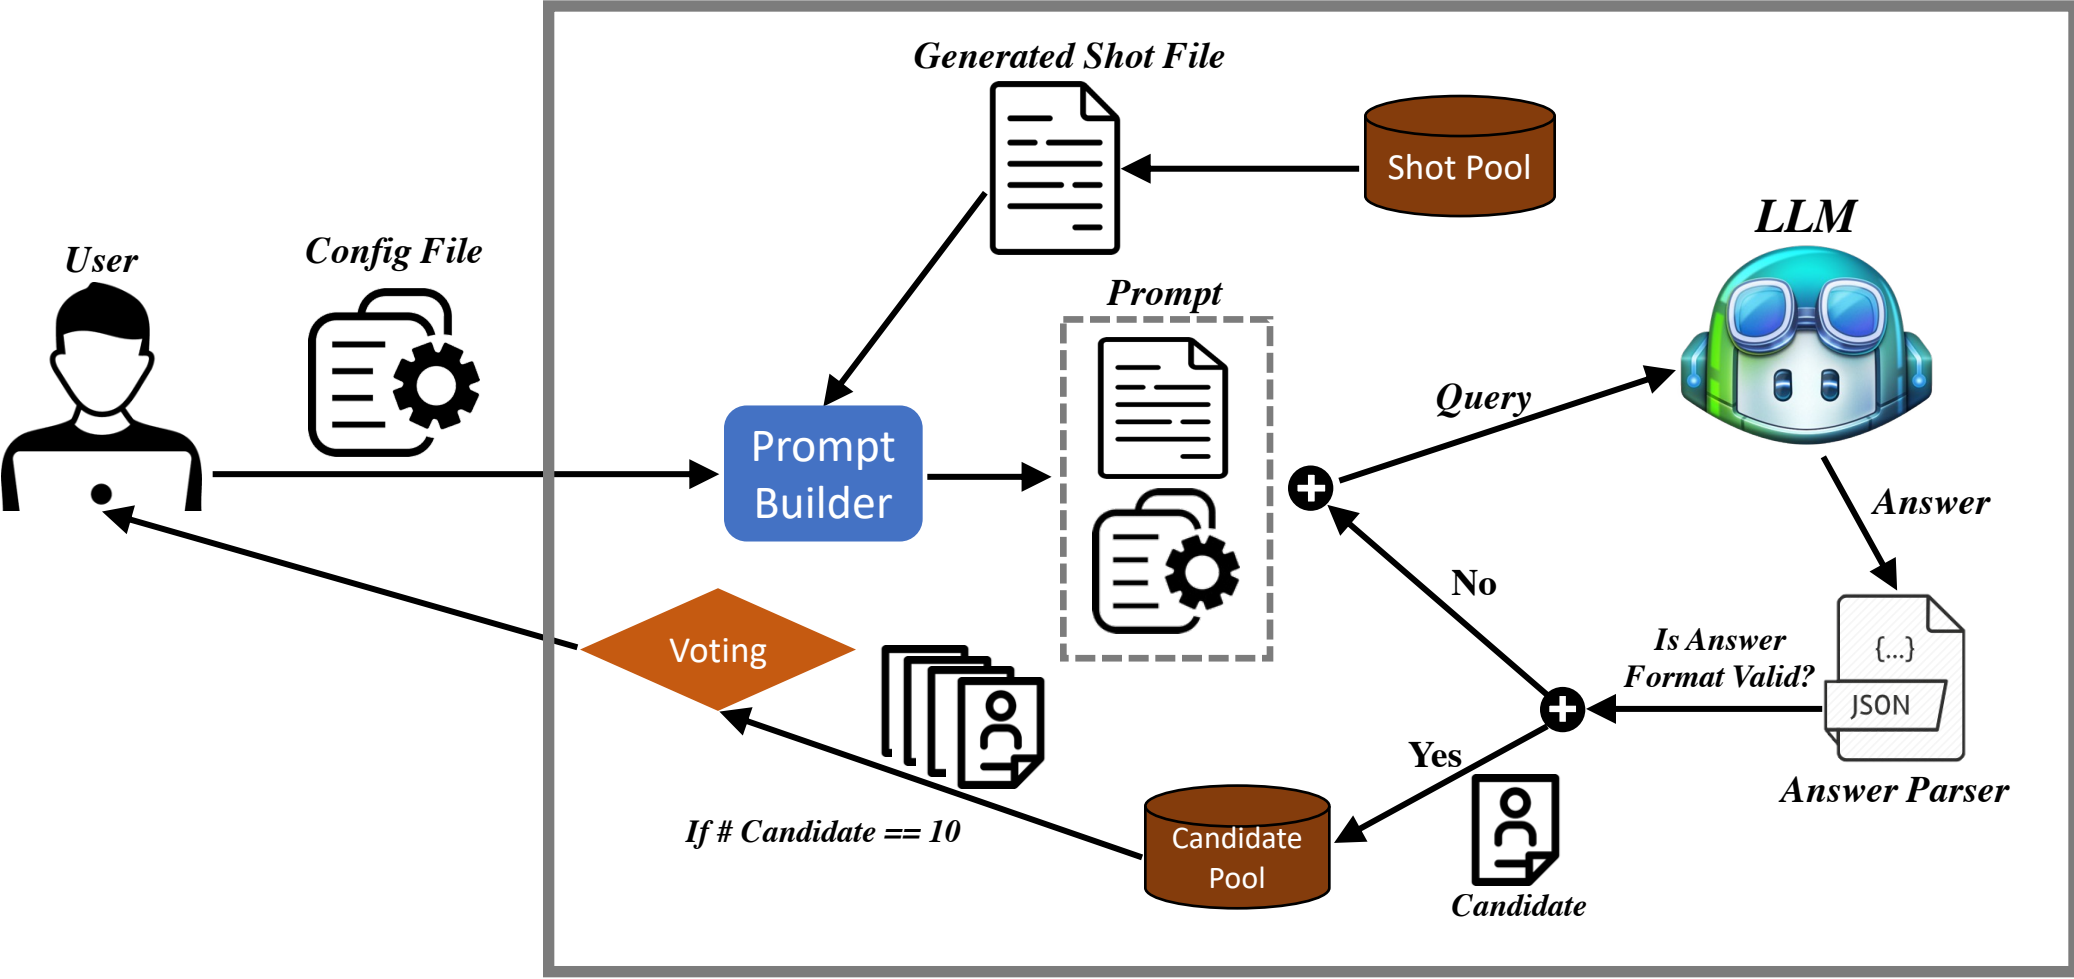 Generated Shot File
Shot Pool
LLM
User
Config File
Prompt
Query
Prompt
Builder
Answer
No
Is Answer
Format Valid?
{...}
JSON
Voting
Yes
Answer Parser
If # Candidate == 10
Candidate
Pool
Candidate